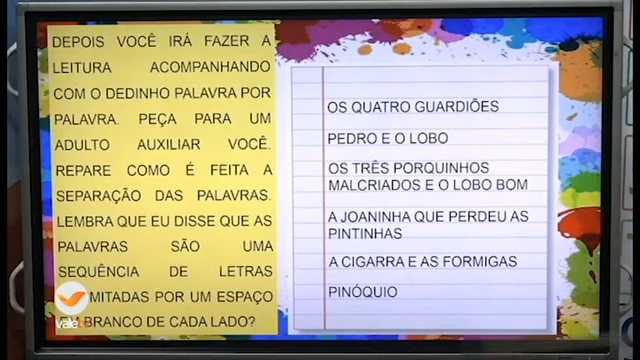 DEPOIS VOCÊ IRÁ FAZER A
LEITURA ACOMPANHANDO
COM O DEDINHO PALAVRA POR
PALAVRA. PEÇA PARA UM
ADULTO AUXILIAR VOCÊ.
REPARE COMO É FEITA A
SEPARAÇÃO DAS PALAVRAS.
LEMBRA QUE EU DISSE QUE AS
PALAVRAS SÃO UMA
SEQUÊNCIA DE LETRAS
MITADAS POR UM ESPAÇO
BRANCO DE CADA LADO?
OS QUATRO GUARDIÕES
PEDRO E O LOBO
OS TRÊS PORQUINHOS
MALCRIADOS E O LOBO BOM
A JOANINHA QUE PERDEU AS
PINTINHAS
A CIGARRA E AS FORMIGAS
PINÓQUIO